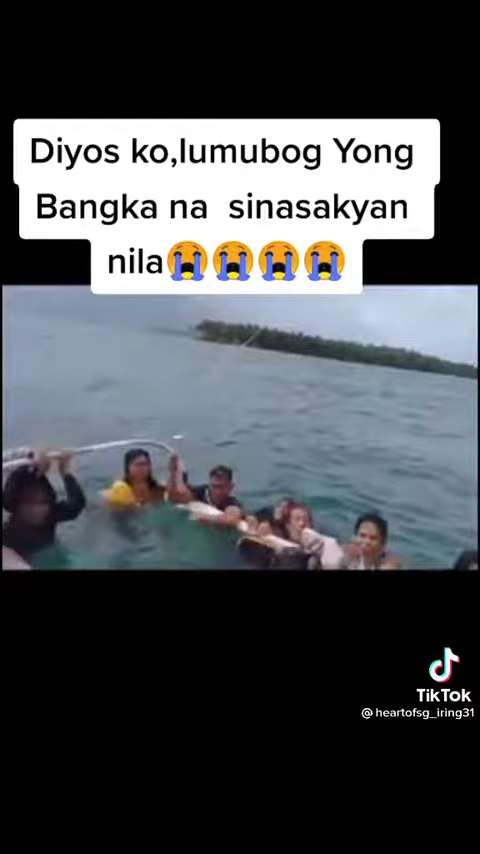 Diyos ko,lumubog Yong
Bangka na sinasakyan
nila😭😭😭😭
TikTok
@heartofsg_iring31